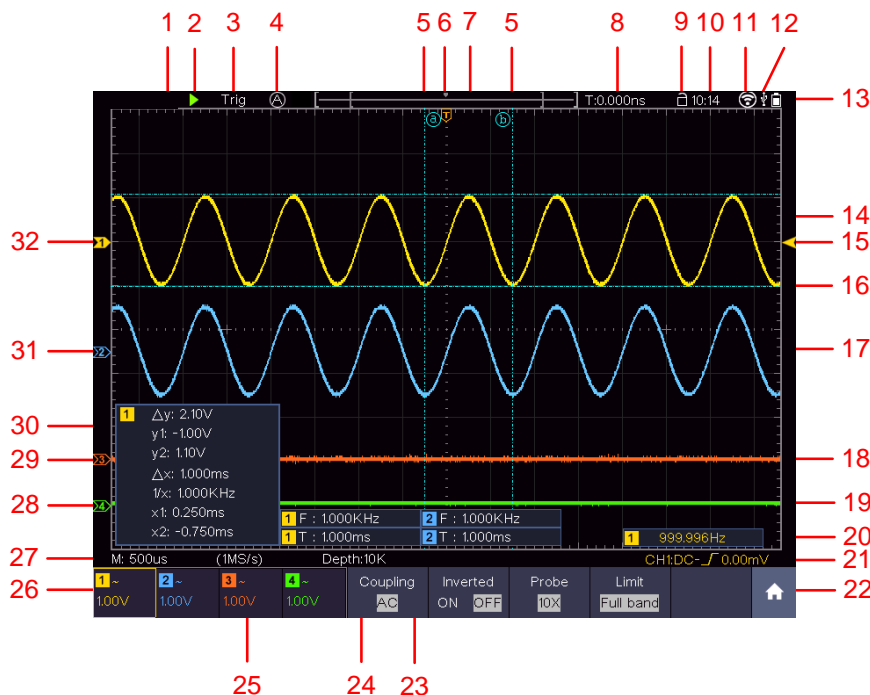 1 2 3 4 5 6 7 5 8 9 10 11 12
Trig A T:0.000ns 10:14
13
a T b
14
32 1 15
16
31 2 17
1 △y: 2.10V
y1: -1.00V
30 y2: 1.10V
29 3 △x: 1.000ms 18
1/x: 1.000KHz
28 4 x1: 0.250ms 19
x2: -0.750ms
1 F : 1.000KHz 2 F : 1.000KHz
1 T : 1.000ms 2 T : 1.000ms 1 999.996Hz 20
27 M: 500us (1MS/s) Depth:10K CH1:DC- 0.00mV 21
26 1 ~ 2 ~ 3 ~ 4 ~ Coupling Inverted Probe Limit 22
1.00V 1.00V 1.00V 1.00V AC ON OFF 10X Full band
25 24 23